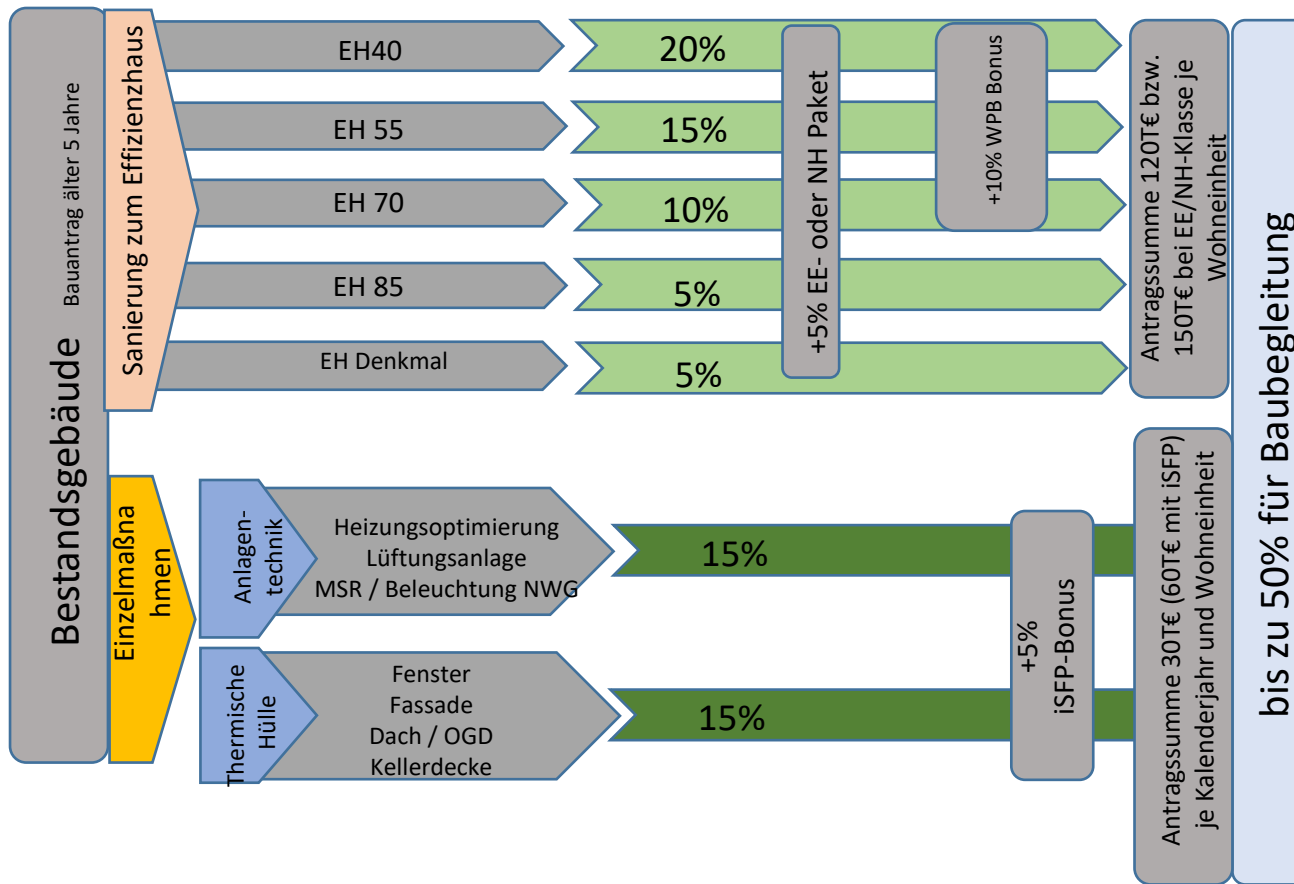 Bestandsgebäude
Bauantrag älter 5 Jahre
Sanierung zum Effizienzhaus
EH40
20%
EH 55
15%
EH 70
10%
EH 85
5%
EH Denkmal
5%
+5% EE- oder NH Paket
+10% WPB Bonus
Antragssumme 120T€ bzw.
150T€ bei EE/NH-Klasse je
Wohneinheit
Einzelmaßna
hmen
Anlagen-
technik
Heizungsoptimierung
Lüftungsanlage
MSR / Beleuchtung NWG
15%
Thermische
Hülle
Fenster
Fassade
Dach / OGD
Kellerdecke
15%
+5%
iSFP-Bonus
Antragssumme 30T€ (60T€ mit iSFP)
je Kalenderjahr und Wohneinheit
bis zu 50% für Baubegleitung